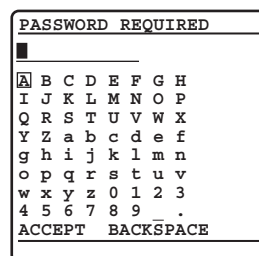 PASSWORD REQUIRED
A B C D E F G H
I J K L M N O P
Q R S T U V W X
Y Z a b c d e f
g h i j k l m n
o p q r s t u v
w x y z 0 1 2 3
4 5 6 7 8 9 _ .
ACCEPT BACKSPACE